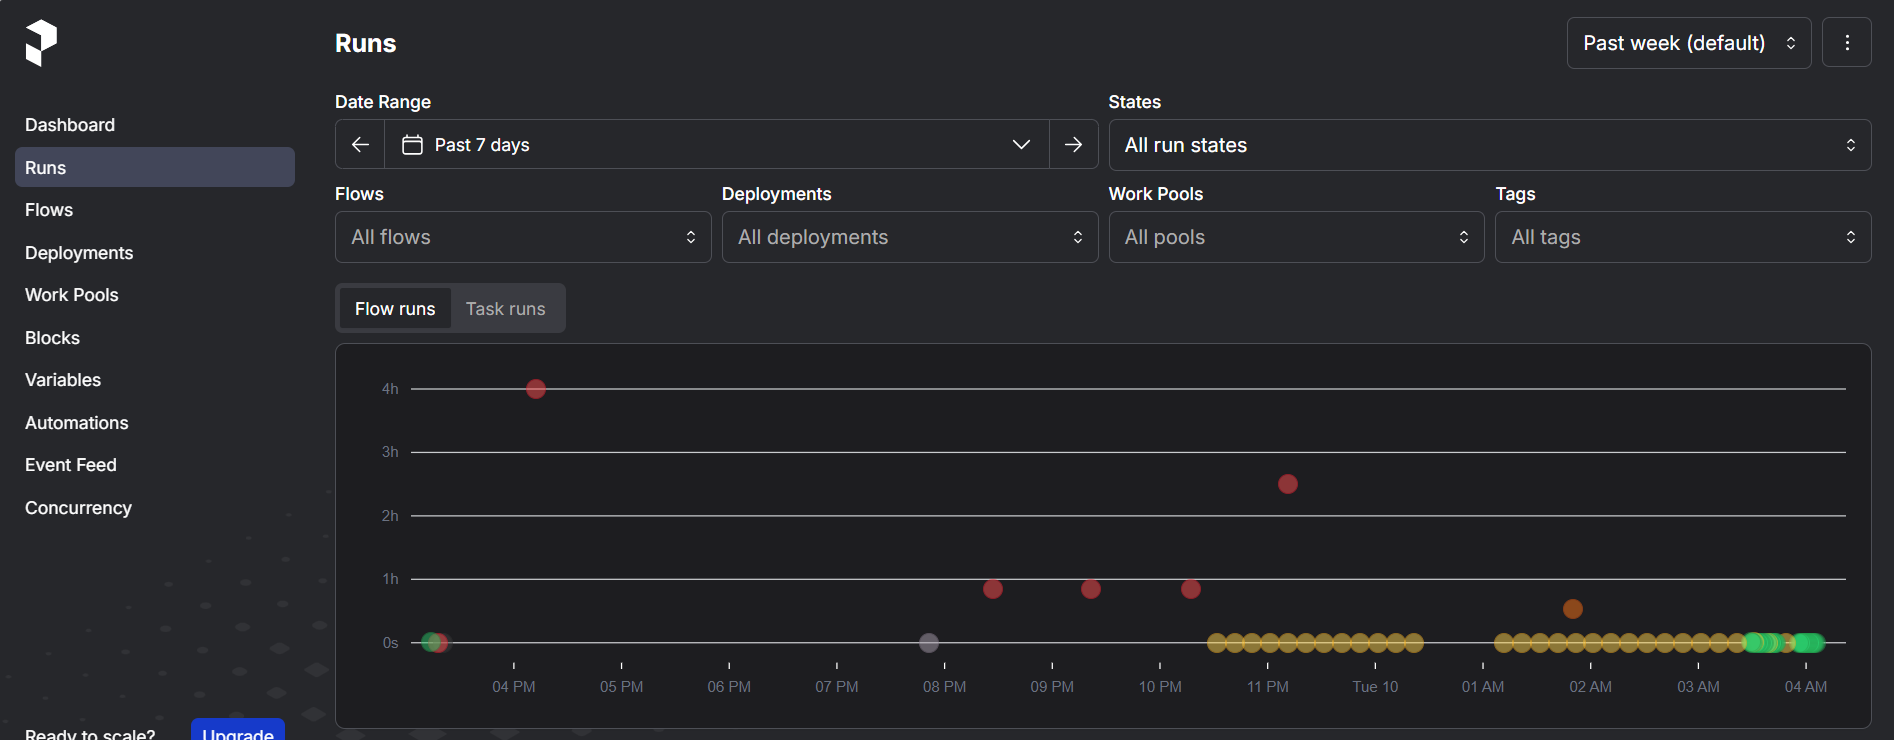 Runs
Past week (default)
Dashboard
Runs
Flows
Deployments
Work Pools
Blocks
Variables
Automations
Event Feed
Concurrency
Ready to scale?
Upgrade
Date Range
Past 7 days
States
All run states
Flows
All flows
Deployments
All deployments
Work Pools
All pools
Tags
All tags
Flow runs
Task runs
4h
3h
2h
1h
0s
04 PM
05 PM
06 PM
07 PM
08 PM
09 PM
10 PM
11 PM
Tue 10
01 AM
02 AM
03 AM
04 AM